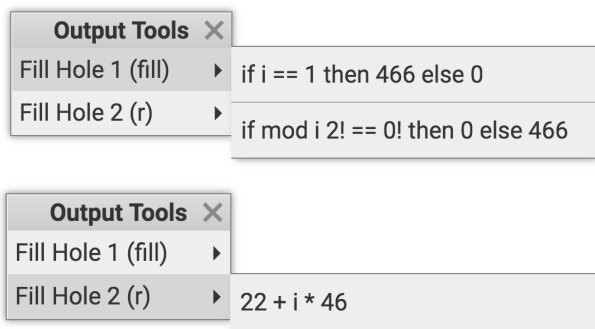 Output Tools ×
Fill Hole 1 (fill)
Fill Hole 2 (r)
if i == 1 then 466 else 0
if mod i 2! == 0! then 0 else 466
Output Tools ×
Fill Hole 1 (fill)
Fill Hole 2 (r)
22 + i * 46